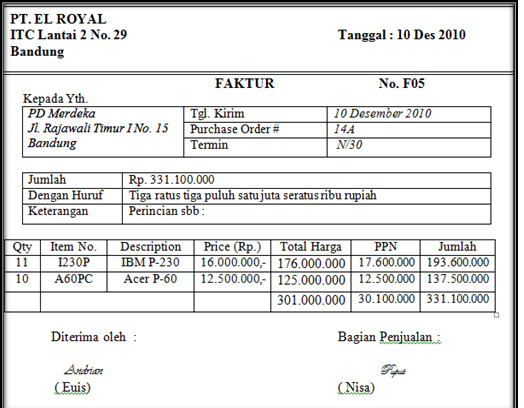 PT. EL ROYAL
ITC Lantai 2 No. 29 Tanggal : 10 Des 2010
Bandung
FAKTUR No. F05
Kepada Yth.
PD Merdeka Tgl. Kirim 10 Desember 2010
Jl. Rajawali Timur I No. 15 Purchase Order # 14A
Bandung Termin N/30
Jumlah Rp. 331.100.000
Dengan Huruf Tiga ratus tiga puluh satu juta seratus ribu rupiah
Keterangan Perincian sbb :
Qty Item No. Description Price (Rp.) Total Harga PPN Jumlah
11 I230P IBM P-230 16.000.000,- 176.000.000 17.600.000 193.600.000
10 A60PC Acer P-60 12.500.000,- 125.000.000 12.500.000 137.500.000
301.000.000 30.100.000 331.100.000
Diterima oleh : Bagian Penjualan :
Andrian Puput
( Euis) ( Nisa)